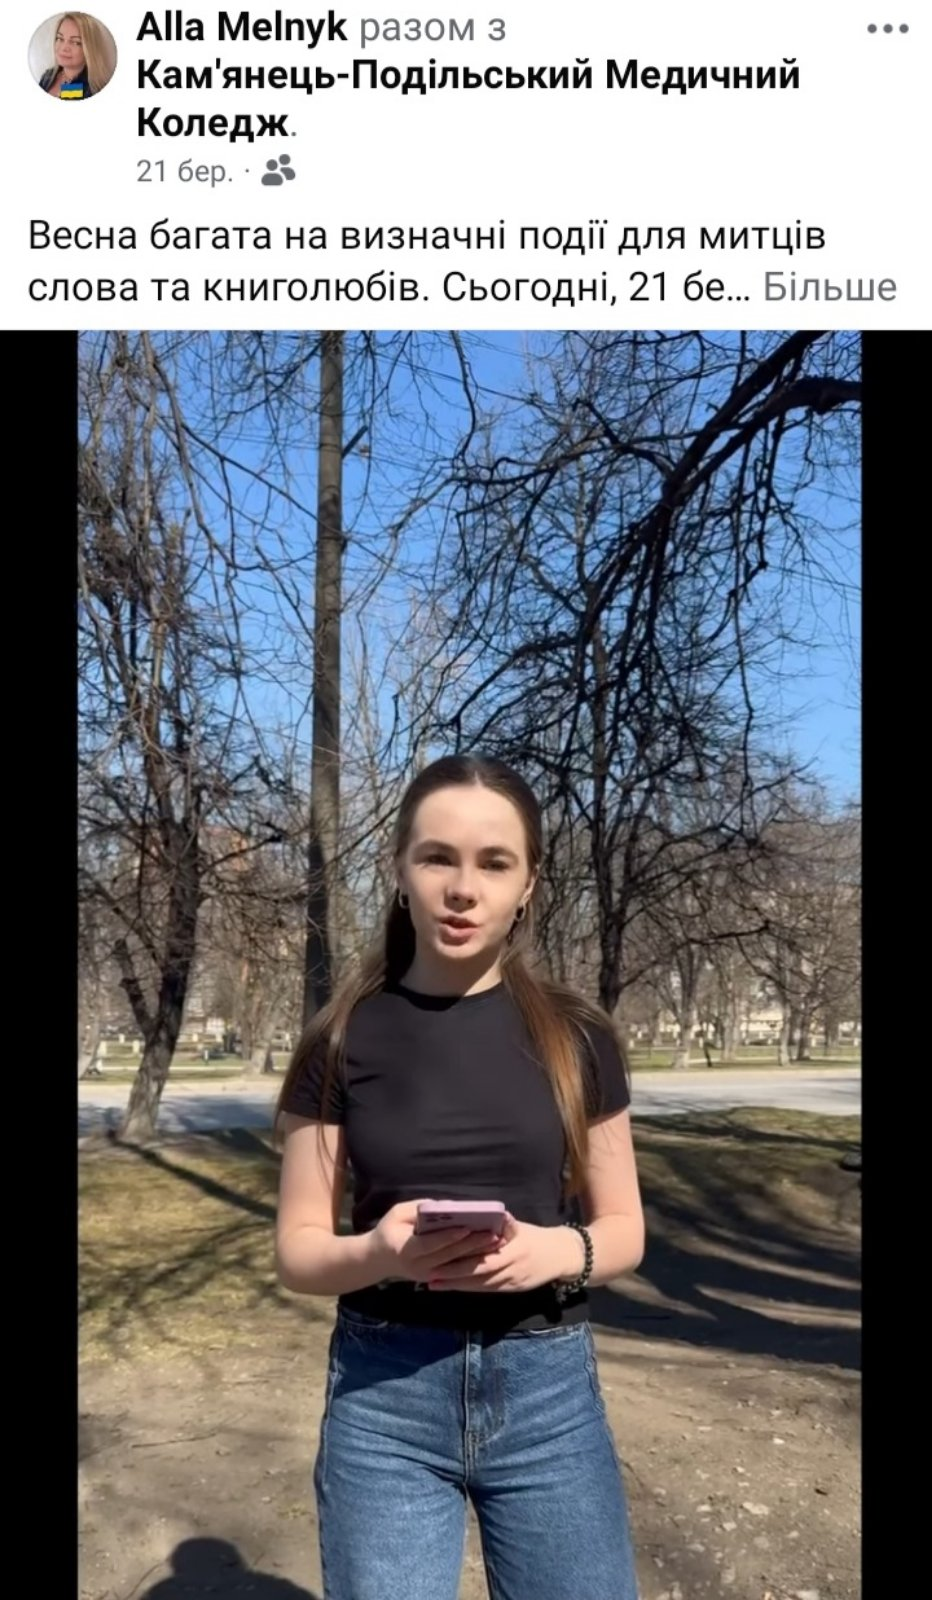 Alla Melnyk разом з
Кам'янець-Подільський Медичний
Коледж.
21 бер. ·
Весна багата на визначні події для митців
слова та книголюбів. Сьогодні, 21 бе... Більше